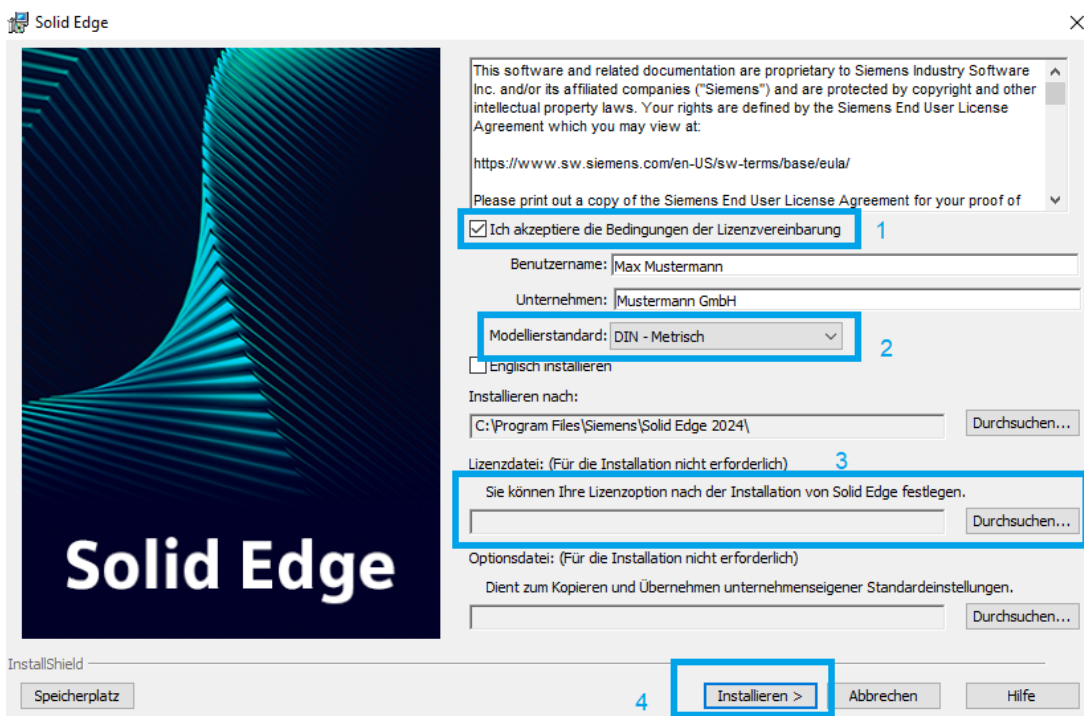 Solid Edge
This software and related documentation are proprietary to Siemens Industry Software
Inc. and/or its affiliated companies ("Siemens") and are protected by copyright and other
intellectual property laws. Your rights are defined by the Siemens End User License
Agreement which you may view at:
https://www.sw.siemens.com/en-US/sw-terms/base/eula/
Please print out a copy of the Siemens End User License Agreement for your proof of
Ich akzeptiere die Bedingungen der Lizenzvereinbarung 1
Benutzername: Max Mustermann
Unternehmen: Mustermann GmbH
Modellierstandard: DIN - Metrisch 2
Englisch installieren
Installieren nach:
C:\Program Files\Siemens\Solid Edge 2024\ Durchsuchen...
Lizenzdatei: (Für die Installation nicht erforderlich) 3
Sie können Ihre Lizenzoption nach der Installation von Solid Edge festlegen.
Durchsuchen...
Optionsdatei: (Für die Installation nicht erforderlich)
Dient zum Kopieren und Übernehmen unternehmenseigener Standardeinstellungen.
Durchsuchen...
Solid Edge
InstallShield
Speicherplatz 4 Installieren > Abbrechen Hilfe